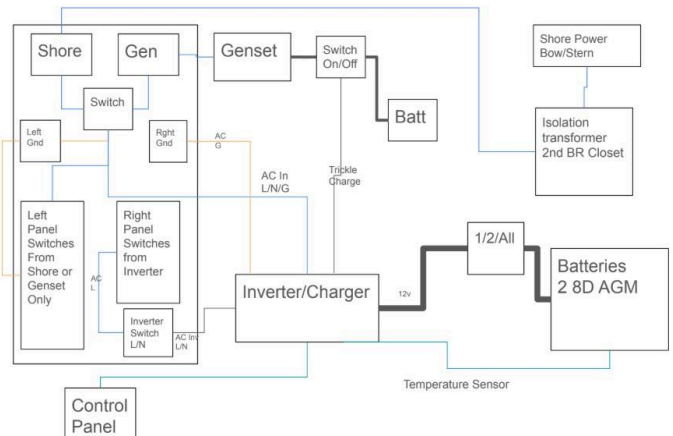 Shore
Gen
Genset
Switch
On/Off
Shore Power
Bow/Stern
Switch
Batt
Isolation
transformer
2nd BR Closet
Left
Gnd
Rght
Gnd
AC
G
AC In
L/N/G
Trickle
Charge
Left
Panel
Switches
From
Shore or
Genset
Only
Right
Panel
Switches
from
Inverter
AC
L
1/2/All
Batteries
2 8D AGM
Inverter/Charger
12v
Inverter
Switch
L/N
AC Inv
L/N
Temperature Sensor
Control
Panel